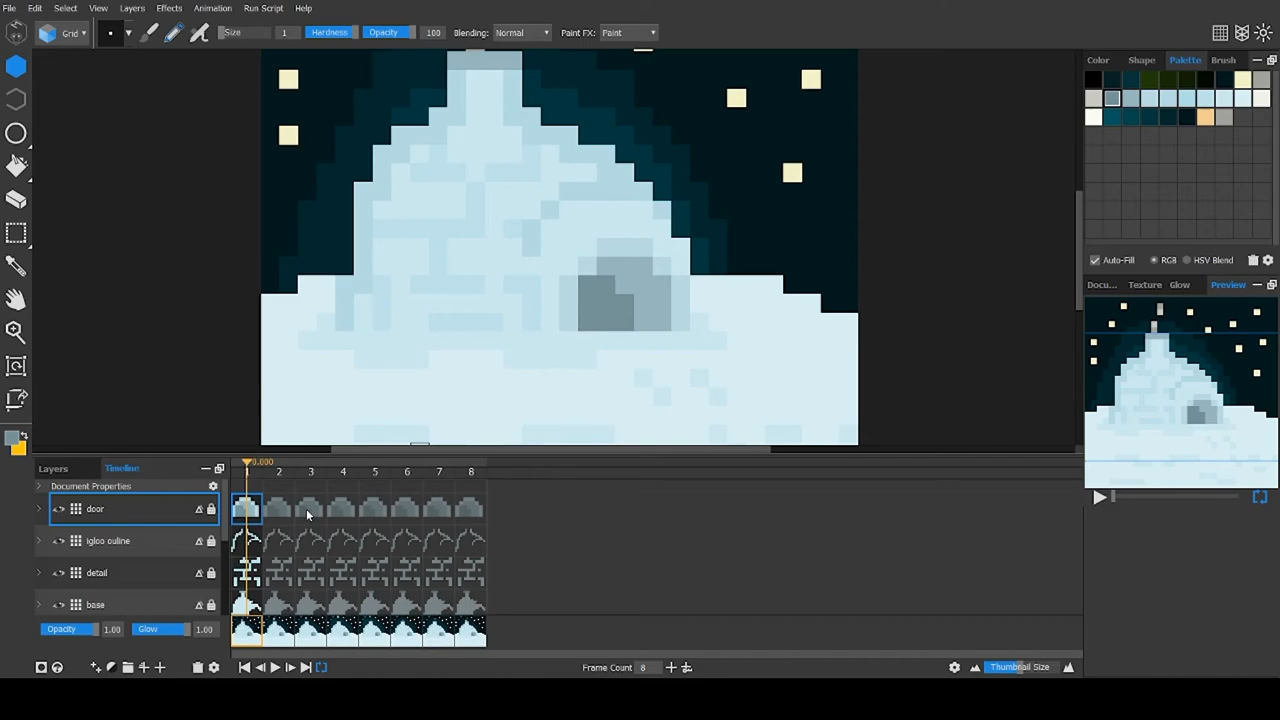 File Edit Select View Layers Effects Animation Run Script Help
Grid Size 1 Hardness Opacity 100 Blending: Normal Paint FX: Paint
Color Shape Palette Brush
Auto-Fill RGB HSV Blend
Docu... Texture Glow Preview
Layers Timeline 0.000
1 2 3 4 5 6 7 8
Document Properties
door
igloo ouline
detail
base
Opacity 1.00 Glow 1.00
Frame Count 8 Thumbnail Size